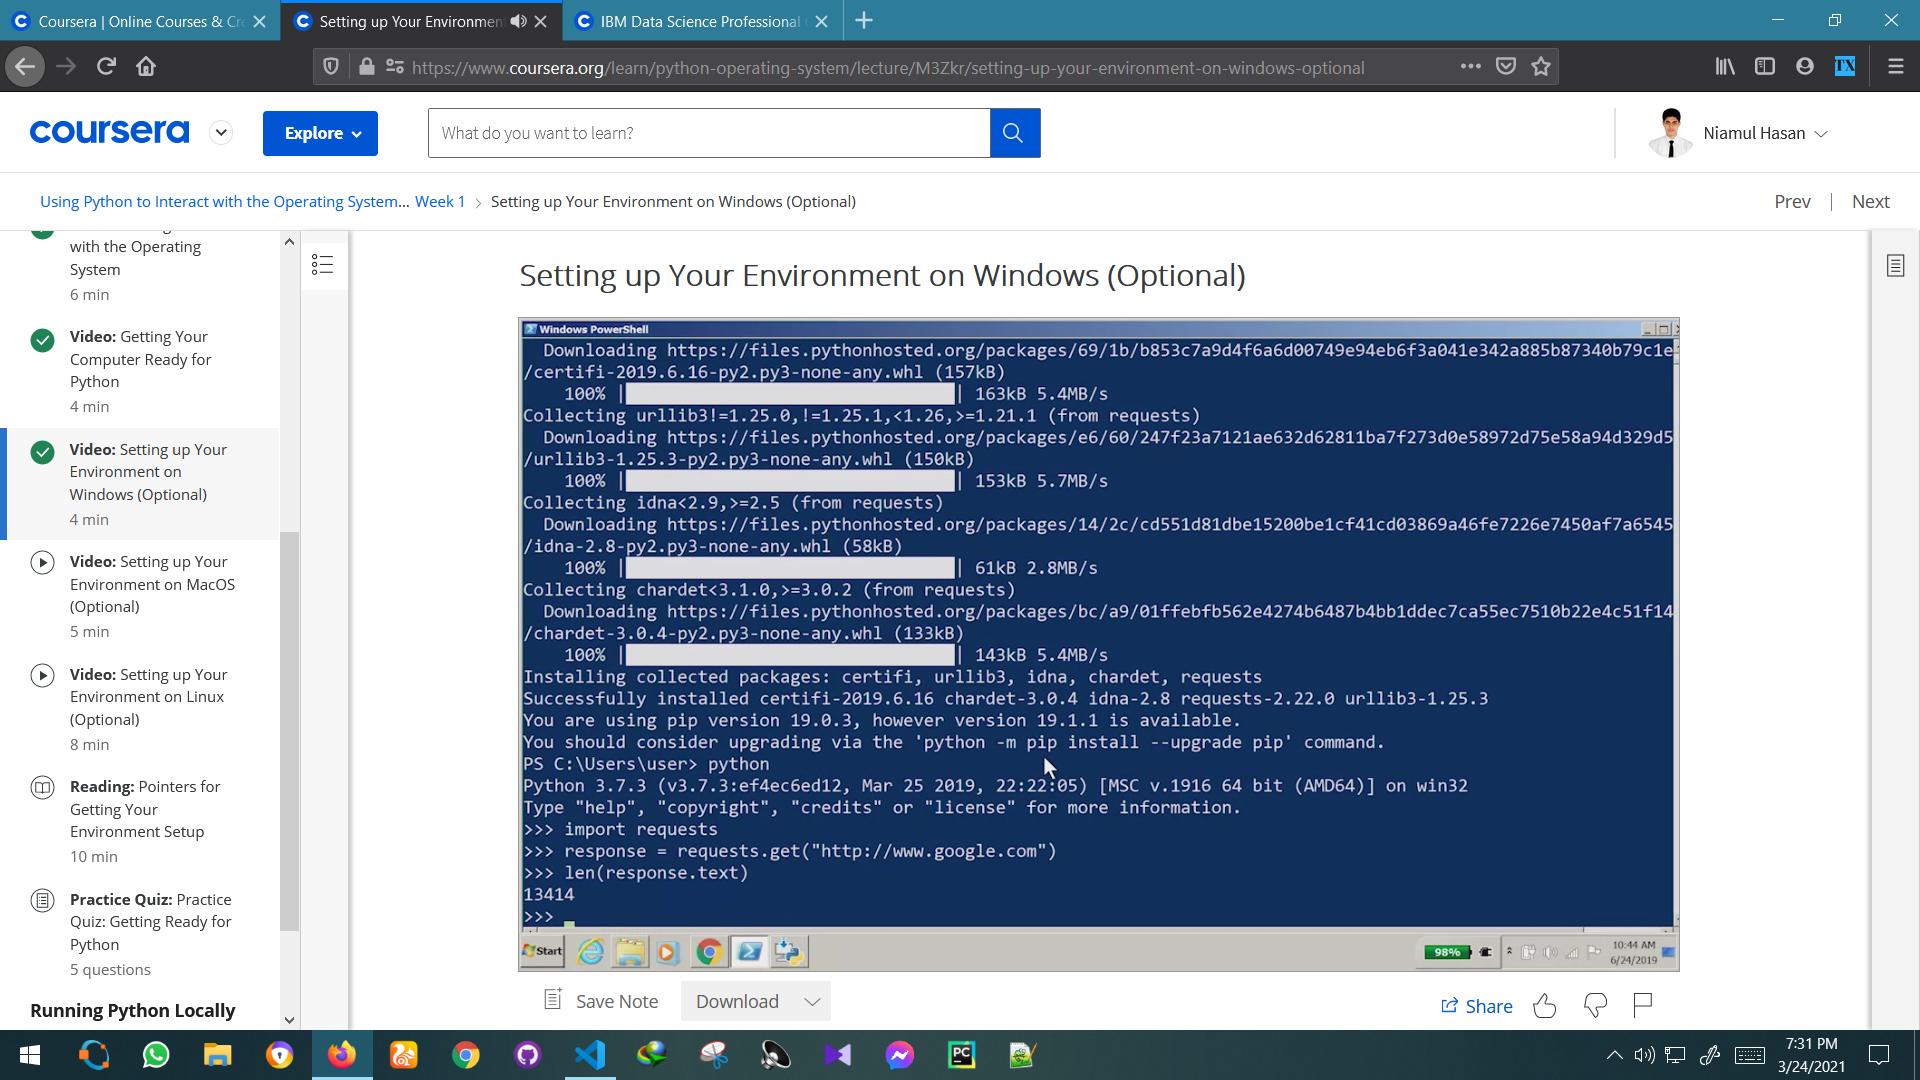 Coursera | Online Courses & Cre
Setting up Your Environmen
IBM Data Science Professional
https://www.coursera.org/learn/python-operating-system/lecture/M3Zkr/setting-up-your-environment-on-windows-optional
coursera
Explore
What do you want to learn?
Niamul Hasan
Using Python to Interact with the Operating System... Week 1 > Setting up Your Environment on Windows (Optional)
Prev | Next
with the Operating
System
6 min
Video: Getting Your
Computer Ready for
Python
4 min
Video: Setting up Your
Environment on
Windows (Optional)
4 min
Video: Setting up Your
Environment on MacOS
(Optional)
5 min
Video: Setting up Your
Environment on Linux
(Optional)
8 min
Reading: Pointers for
Getting Your
Environment Setup
10 min
Practice Quiz: Practice
Quiz: Getting Ready for
Python
5 questions
Running Python Locally
Setting up Your Environment on Windows (Optional)
Windows PowerShell
Downloading https://files.pythonhosted.org/packages/69/1b/b853c7a9d4f6a6d00749e94eb6f3a041e342a885b87340b79c1e
/certifi-2019.6.16-py2.py3-none-any.whl (157kB)
100% | | 163kB 5.4MB/s
Collecting urllib3!=1.25.0,!=1.25.1,<1.26,>=1.21.1 (from requests)
Downloading https://files.pythonhosted.org/packages/e6/60/247f23a7121ae632d62811ba7f273d0e58972d75e58a94d329d5
/urllib3-1.25.3-py2.py3-none-any.whl (150kB)
100% | | 153kB 5.7MB/s
Collecting idna<2.9,>=2.5 (from requests)
Downloading https://files.pythonhosted.org/packages/14/2c/cd551d81dbe15200be1cf41cd03869a46fe7226e7450af7a6545
/idna-2.8-py2.py3-none-any.whl (58kB)
100% | | 61kB 2.8MB/s
Collecting chardet<3.1.0,>=3.0.2 (from requests)
Downloading https://files.pythonhosted.org/packages/bc/a9/01ffebfb562e4274b6487b4bb1ddec7ca55ec7510b22e4c51f14
/chardet-3.0.4-py2.py3-none-any.whl (133kB)
100% | | 143kB 5.4MB/s
Installing collected packages: certifi, urllib3, idna, chardet, requests
Successfully installed certifi-2019.6.16 chardet-3.0.4 idna-2.8 requests-2.22.0 urllib3-1.25.3
You are using pip version 19.0.3, however version 19.1.1 is available.
You should consider upgrading via the 'python -m pip install --upgrade pip' command.
PS C:\Users\user> python
Python 3.7.3 (v3.7.3:ef4ec6ed12, Mar 25 2019, 22:22:05) [MSC v.1916 64 bit (AMD64)] on win32
Type "help", "copyright", "credits" or "license" for more information.
>>> import requests
>>> response = requests.get("http://www.google.com")
>>> len(response.text)
13414
>>>
Start
98%
10:44 AM
6/24/2019
Save Note
Download
Share
7:31 PM
3/24/2021